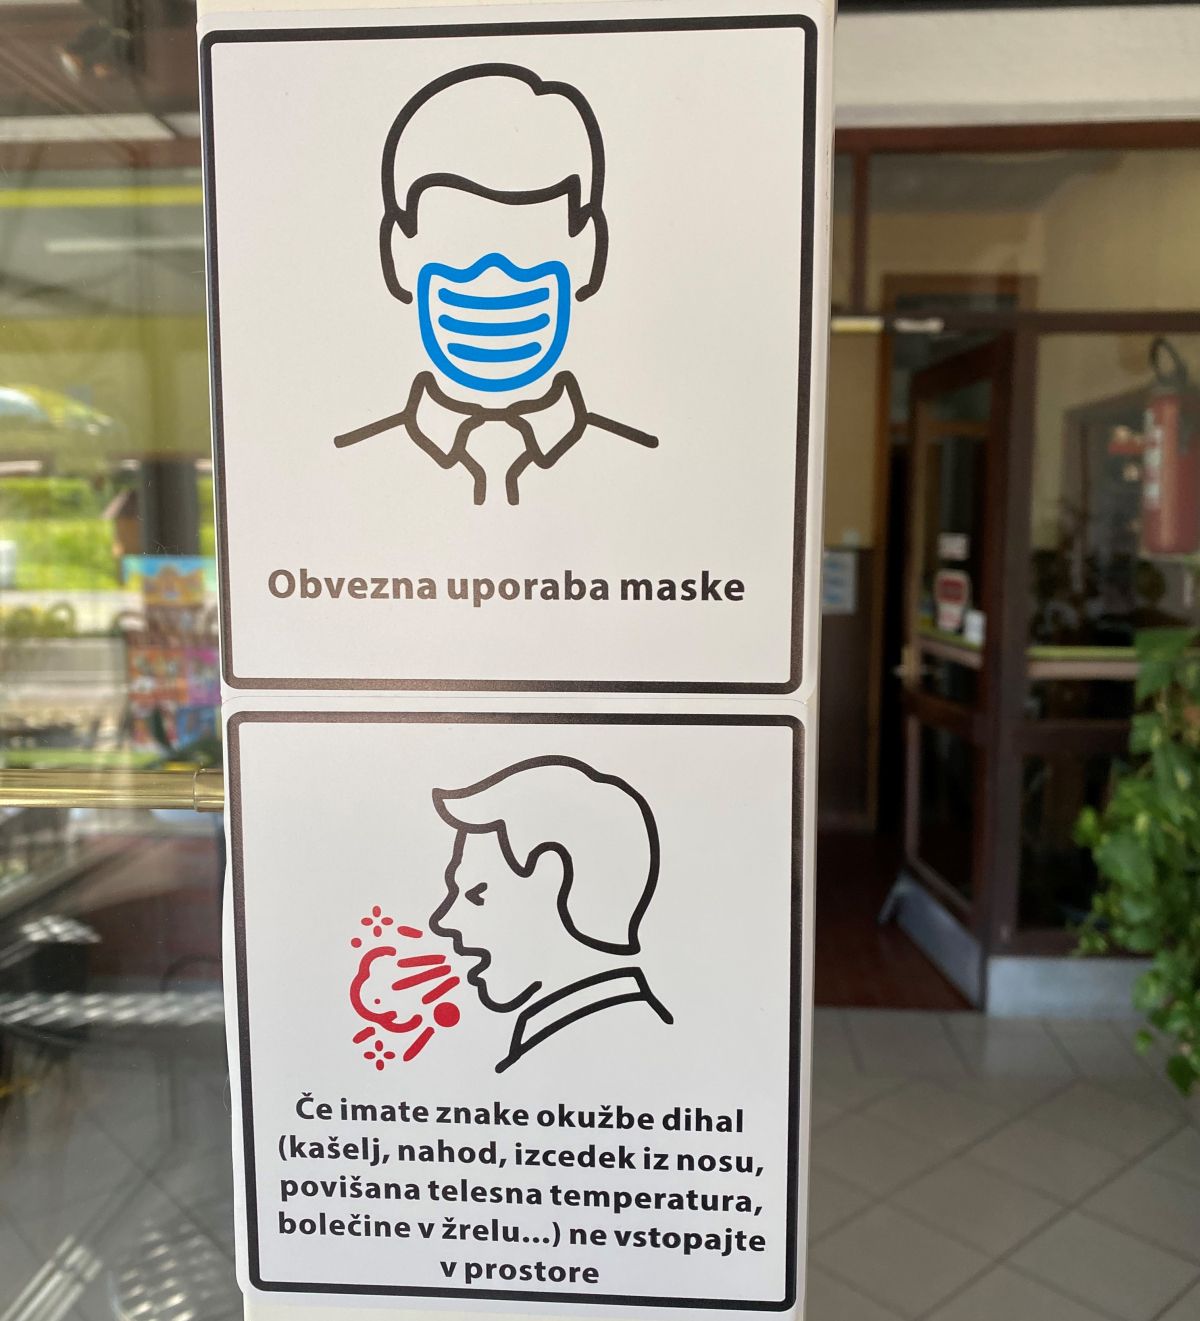 Obvezna uporaba maske
Če imate znake okužbe dihal
(kašelj, nahod, izcedek iz nosu,
povišana telesna temperatura,
bolečine v žrelu...) ne vstopajte
v prostore